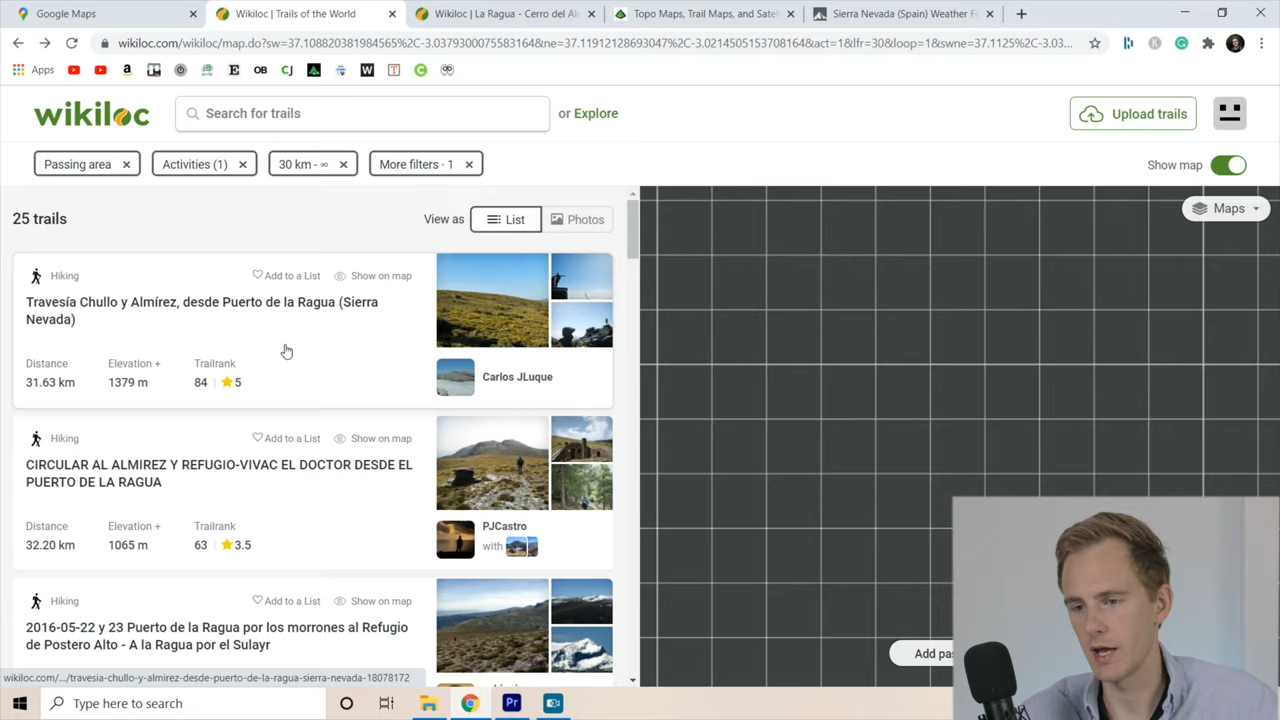 Google Maps
Wikiloc | Trails of the World
Wikiloc | La Ragua - Cerro del Al
Topo Maps, Trail Maps, and Sate
Sierra Nevada (Spain) Weather F
wikiloc.com/wikiloc/map.do?sw=37.108820381984565%2C-3.0379300075583164&ne=37.11912128693047%2C-3.0214505153708164&act=1&lfr=30&loop=1&swne=37.1125%2C-3.03...
Apps
wikiloc
Search for trails
or Explore
Upload trails
Passing area
Activities (1)
30 km - ∞
More filters · 1
Show map
25 trails
View as
List
Photos
Maps
Hiking
Add to a List
Show on map
Travesía Chullo y Almírez, desde Puerto de la Ragua (Sierra
Nevada)
Distance Elevation + Trailrank
31.63 km 1379 m 84 | 5
Carlos JLuque
Hiking
Add to a List
Show on map
CIRCULAR AL ALMIREZ Y REFUGIO-VIVAC EL DOCTOR DESDE EL
PUERTO DE LA RAGUA
Distance Elevation + Trailrank
32.20 km 1065 m 63 | 3.5
PJCastro
with
Hiking
Add to a List
Show on map
2016-05-22 y 23 Puerto de la Ragua por los morrones al Refugio
de Postero Alto - A la Ragua por el Sulayr
Add pas
wikiloc.com/.../travesia-chullo-y-almirez-desde-puerto-de-la-ragua-sierra-nevada-18078172
Type here to search